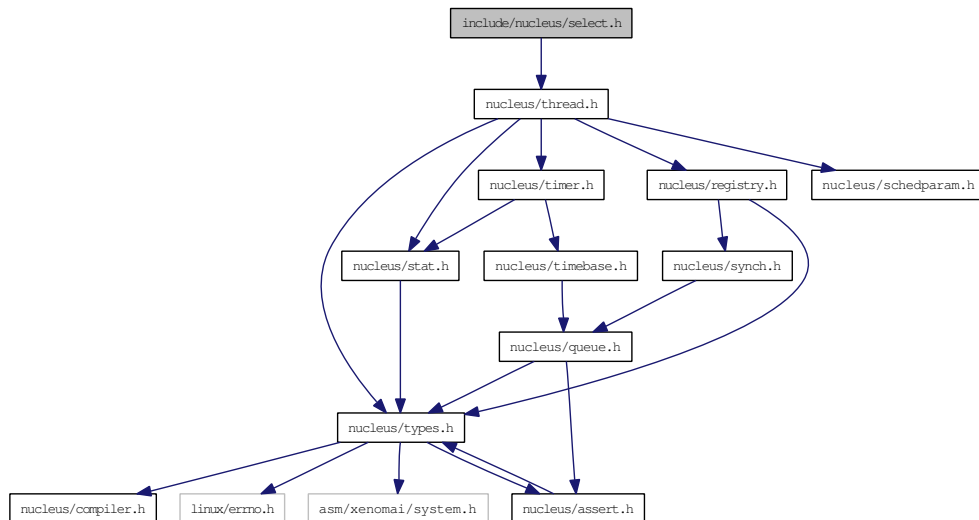 include/nucleus/select.h
nucleus/thread.h
nucleus/timer.h
nucleus/registry.h
nucleus/schedparam.h
nucleus/stat.h
nucleus/timebase.h
nucleus/synch.h
nucleus/queue.h
nucleus/types.h
nucleus/compiler.h
linux/errno.h
asm/xenomai/system.h
nucleus/assert.h